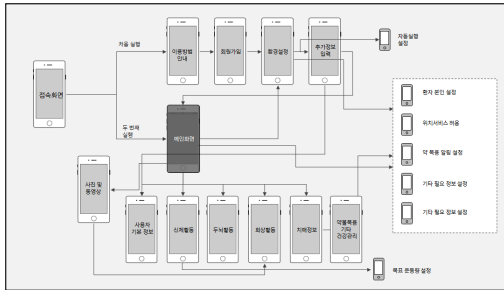 처음 실행
이용방법
안내
회원가입
환경설정
추가정보
입력
자동실행
설정
접속화면
두 번째
실행
메인화면
환자 본인 설정
위치서비스 허용
약 복용 알림 설정
기타 필요 정보 설정
기타 필요 정보 설정
사진 및
동영상
사용자
기본 정보
신체활동
두뇌활동
회상활동
치매정보
약물복용
기타
건강관리
목표 운동량 설정